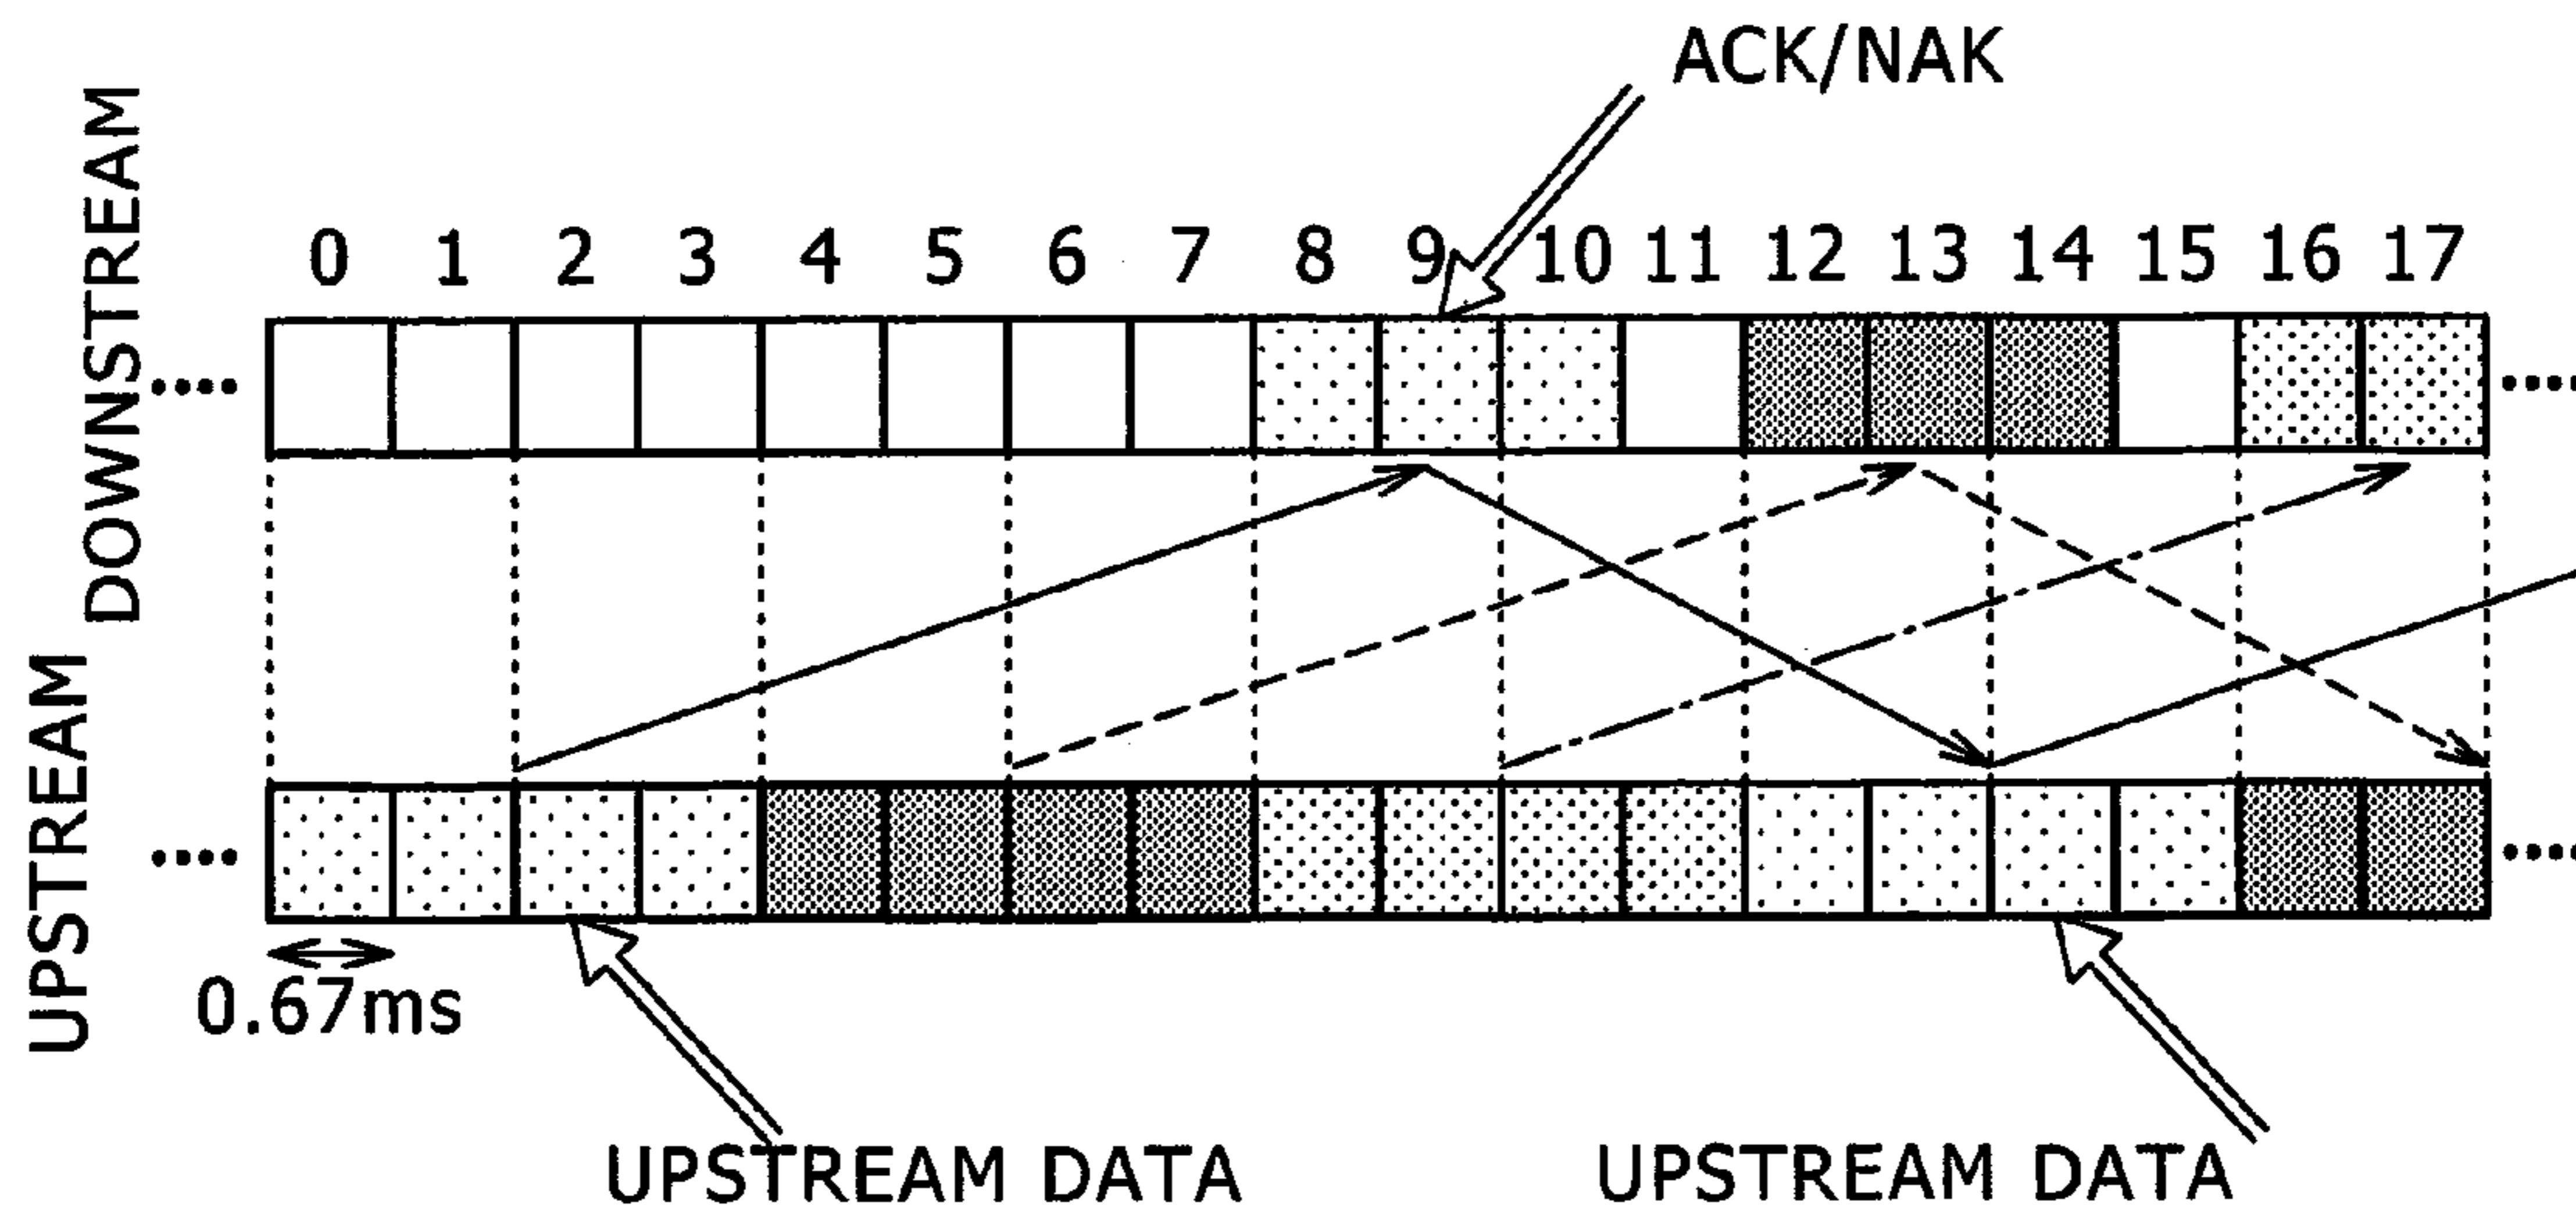 ACK/NAK
DOWNSTREAM
0 1 2 3 4 5 6 7 8 9 10 11 12 13 14 15 16 17
UPSTREAM
0.67ms
UPSTREAM DATA
UPSTREAM DATA